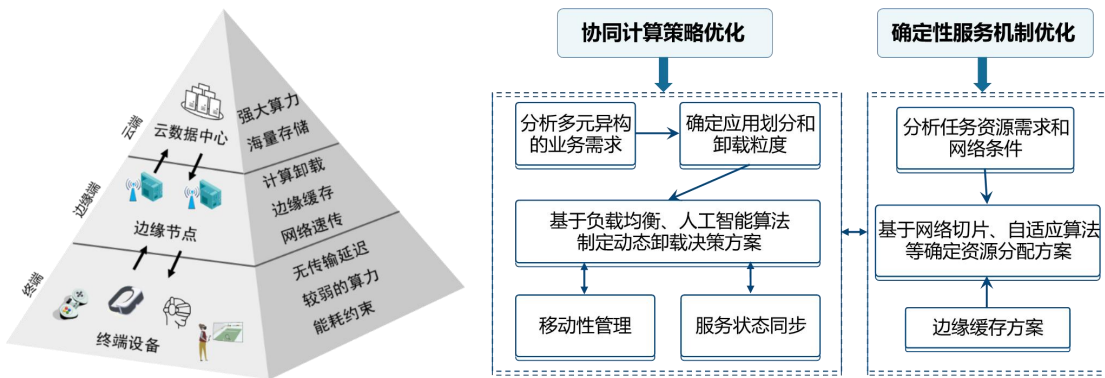 云端
云数据中心
强大算力
海量存储
边缘端
边缘节点
计算卸载
边缘缓存
网络速传
终端
终端设备
无传输延迟
较弱的算力
能耗约束
协同计算策略优化
分析多元异构
的业务需求
确定应用划分和
卸载粒度
基于负载均衡、人工智能算法
制定动态卸载决策方案
移动性管理
服务状态同步
确定性服务机制优化
分析任务资源需求和
网络条件
基于网络切片、自适应算法
等确定资源分配方案
边缘缓存方案